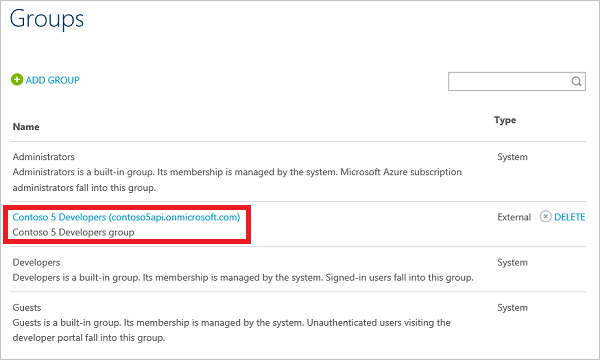 Groups
ADD GROUP
Name
Type
Administrators
System
Administrators is a built-in group. Its membership is managed by the system. Microsoft Azure subscription
administrators fall into this group.
Contoso 5 Developers (contoso5api.onmicrosoft.com)
External
DELETE
Contoso 5 Developers group
Developers
System
Developers is a built-in group. Its membership is managed by the system. Signed-in users fall into this group.
Guests
System
Guests is a built-in group. Its membership is managed by the system. Unauthenticated users visiting the
developer portal fall into this group.